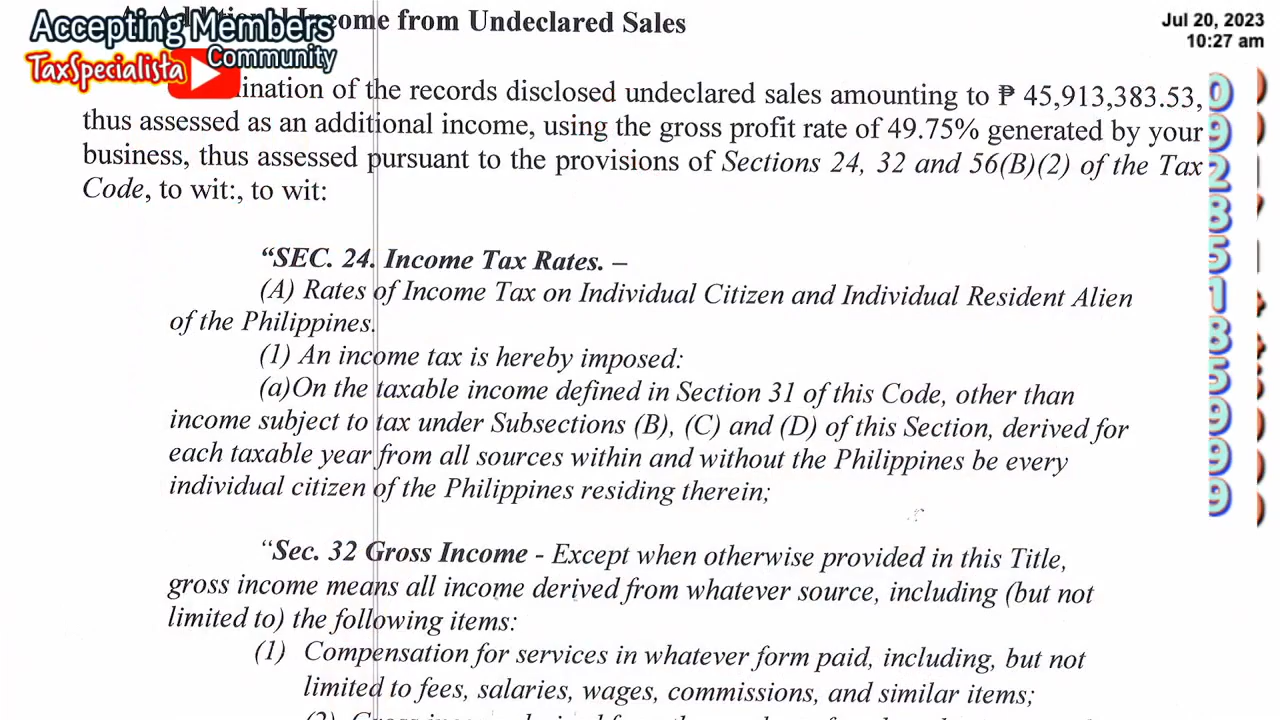 Income from Undeclared Sales
Accepting Members
Community
TaxSpecialista
Jul 20, 2023
10:27 am
of the records disclosed undeclared sales amounting to ₱ 45,913,383.53,
thus assessed as an additional income, using the gross profit rate of 49.75% generated by your
business, thus assessed pursuant to the provisions of Sections 24, 32 and 56(B)(2) of the Tax
Code, to wit:, to wit:
09285185999
“SEC. 24. Income Tax Rates. –
(A) Rates of Income Tax on Individual Citizen and Individual Resident Alien
of the Philippines.
(1) An income tax is hereby imposed:
(a)On the taxable income defined in Section 31 of this Code, other than
income subject to tax under Subsections (B), (C) and (D) of this Section, derived for
each taxable year from all sources within and without the Philippines be every
individual citizen of the Philippines residing therein;
“Sec. 32 Gross Income - Except when otherwise provided in this Title,
gross income means all income derived from whatever source, including (but not
limited to) the following items:
(1) Compensation for services in whatever form paid, including, but not
limited to fees, salaries, wages, commissions, and similar items;